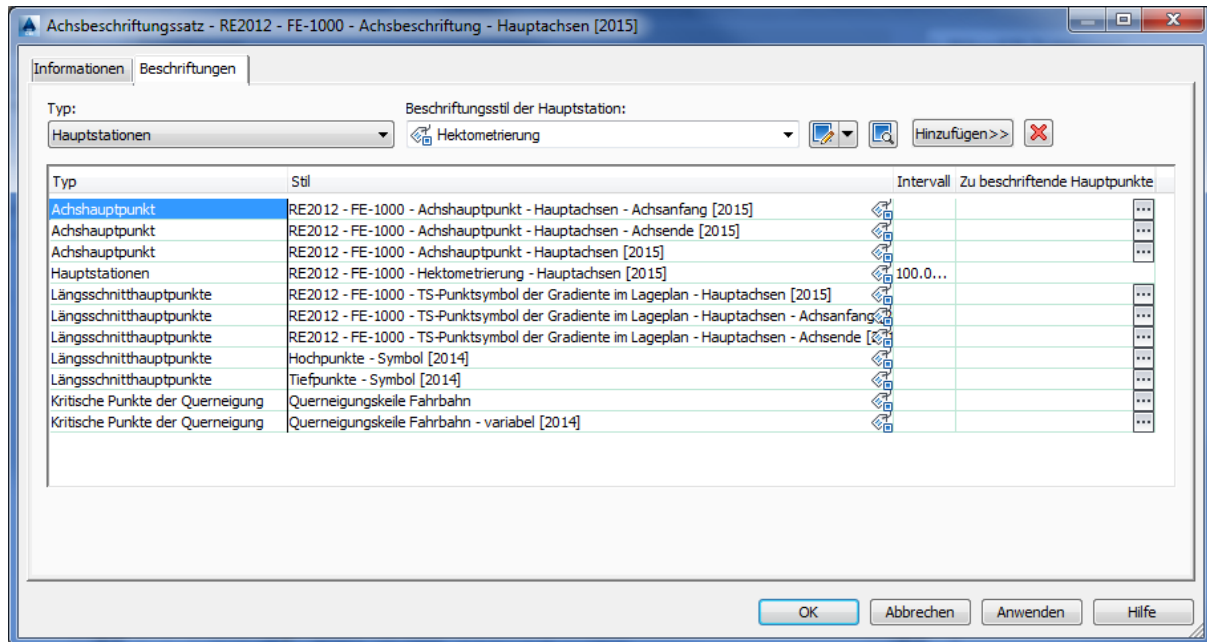 Achsbeschriftungssatz - RE2012 - FE-1000 - Achsbeschriftung - Hauptachsen [2015]
Informationen Beschriftungen
Typ: Beschriftungsstil der Hauptstation:
Hauptstationen Hektometrierung Hinzufügen>>
Typ Stil Intervall Zu beschriftende Hauptpunkte
Achshauptpunkt RE2012 - FE-1000 - Achshauptpunkt - Hauptachsen - Achsanfang [2015] ...
Achshauptpunkt RE2012 - FE-1000 - Achshauptpunkt - Hauptachsen - Achsende [2015] ...
Achshauptpunkt RE2012 - FE-1000 - Achshauptpunkt - Hauptachsen [2015] ...
Hauptstationen RE2012 - FE-1000 - Hektometrierung - Hauptachsen [2015] 100.0...
Längsschnitthauptpunkte RE2012 - FE-1000 - TS-Punktsymbol der Gradiente im Lageplan - Hauptachsen [2015] ...
Längsschnitthauptpunkte RE2012 - FE-1000 - TS-Punktsymbol der Gradiente im Lageplan - Hauptachsen - Achsanfang ...
Längsschnitthauptpunkte RE2012 - FE-1000 - TS-Punktsymbol der Gradiente im Lageplan - Hauptachsen - Achsende [ ...
Längsschnitthauptpunkte Hochpunkte - Symbol [2014] ...
Längsschnitthauptpunkte Tiefpunkte - Symbol [2014] ...
Kritische Punkte der Querneigung Querneigungskeile Fahrbahn ...
Kritische Punkte der Querneigung Querneigungskeile Fahrbahn - variabel [2014] ...
OK Abbrechen Anwenden Hilfe